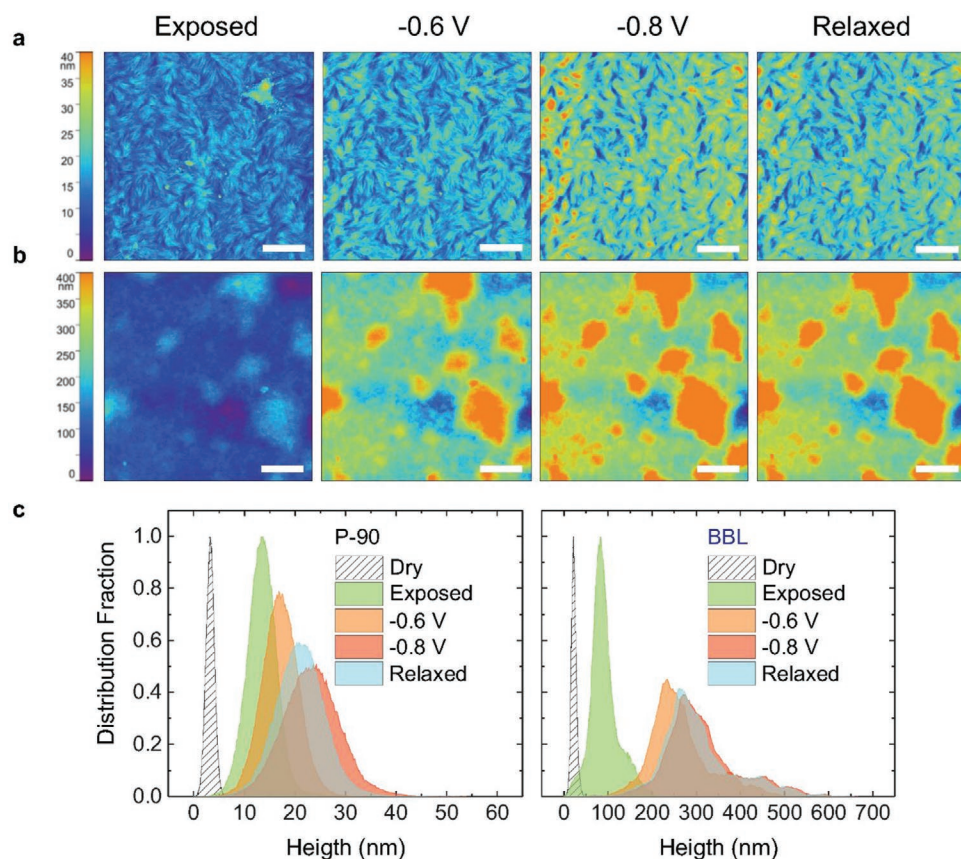 Exposed -0.6 V -0.8 V Relaxed
a
40
nm
35
30
25
20
15
10
5
0
b
400
nm
350
300
250
200
150
100
50
0
c
1.0
0.8
0.6
0.4
0.2
0.0
Distribution Fraction
P-90
Dry
Exposed
-0.6 V
-0.8 V
Relaxed
0 10 20 30 40 50 60
Heigth (nm)
BBL
Dry
Exposed
-0.6 V
-0.8 V
Relaxed
0 100 200 300 400 500 600 700
Heigth (nm)